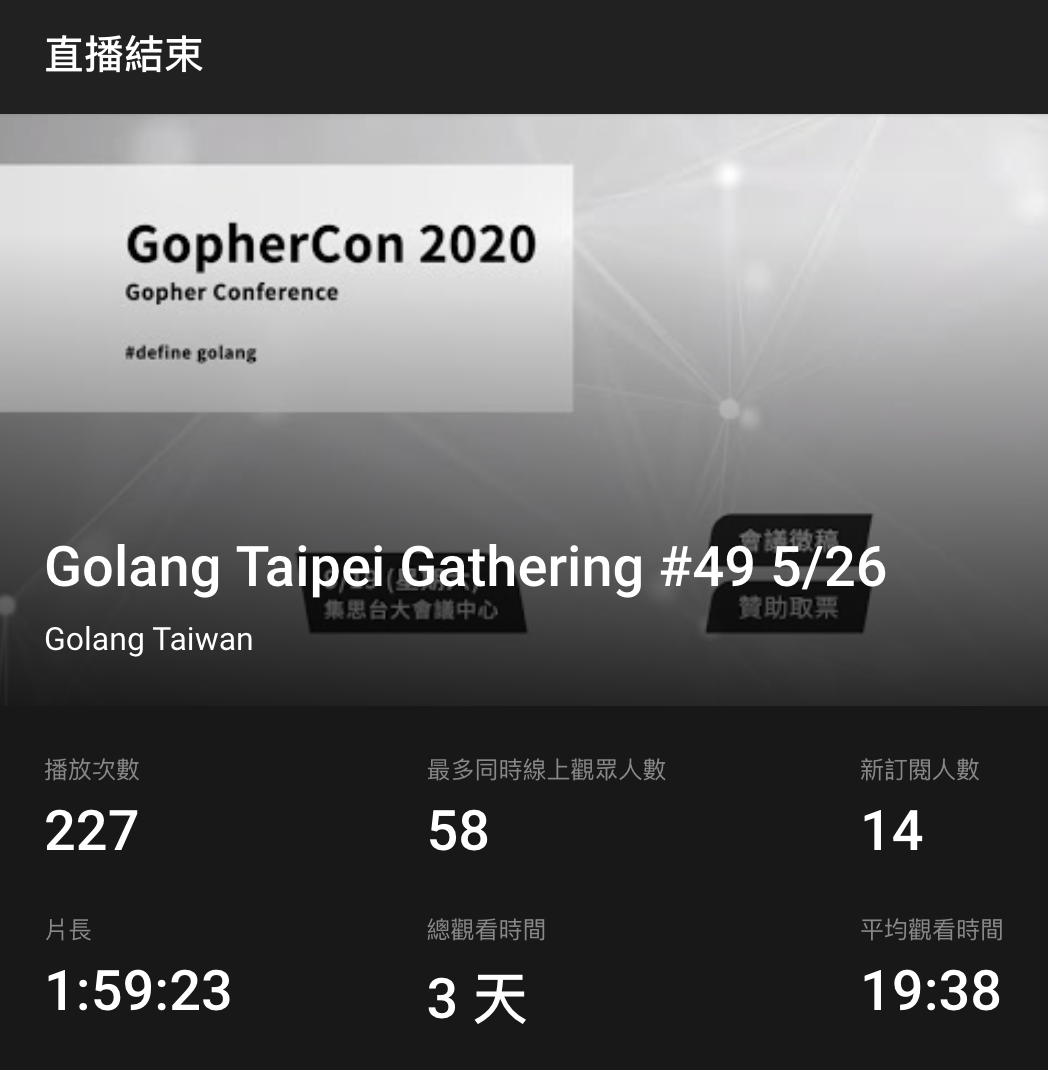 直播結束
GopherCon 2020
Gopher Conference
#define golang
會議徵稿
Golang Taipei Gathering #49 5/26
集思台大會議中心
贊助取票
Golang Taiwan
播放次數
最多同時線上觀眾人數
新訂閱人數
227
58
14
片長
總觀看時間
平均觀看時間
1:59:23
3 天
19:38